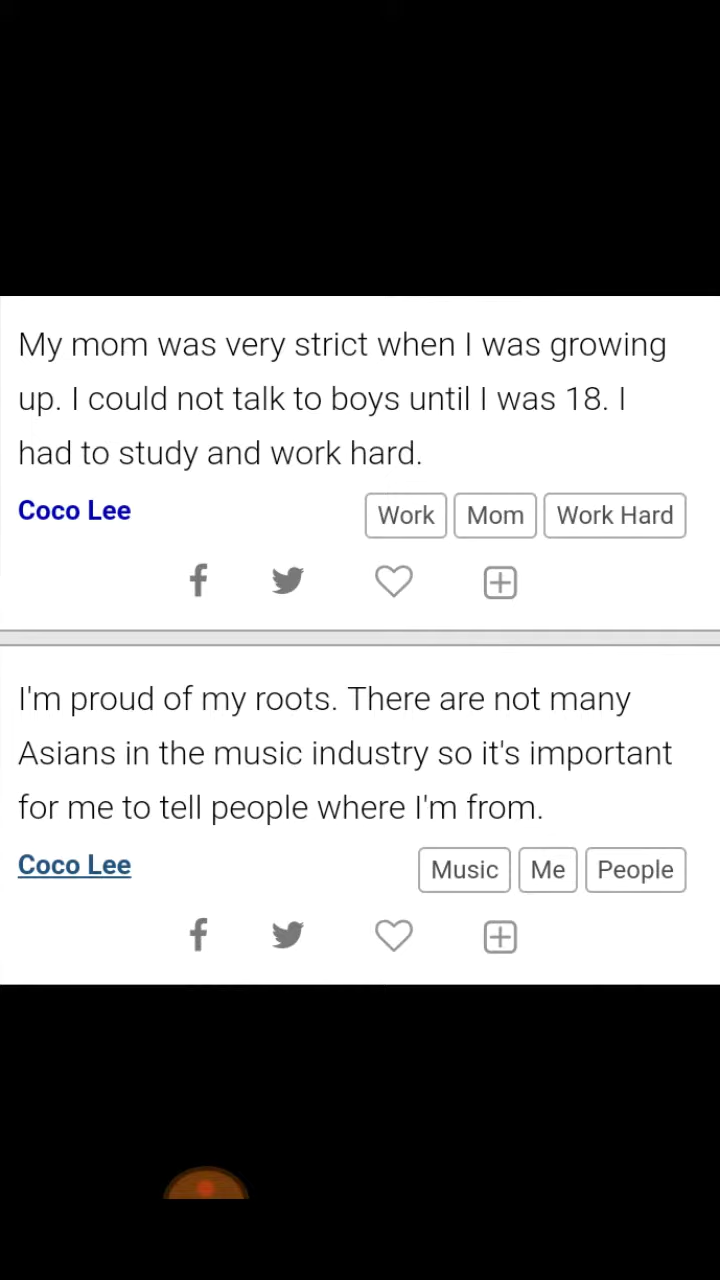 My mom was very strict when I was growing
up. I could not talk to boys until I was 18. I
had to study and work hard.
Coco Lee
Work Mom Work Hard
I'm proud of my roots. There are not many
Asians in the music industry so it's important
for me to tell people where I'm from.
Coco Lee
Music Me People